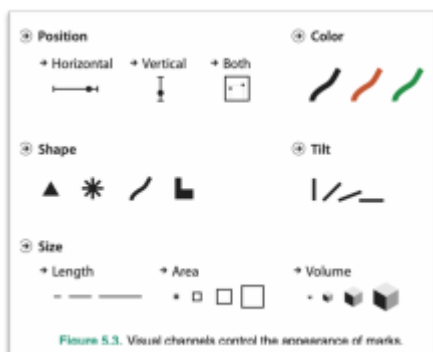 Position
Horizontal Vertical Both
Color
Shape
Tilt
Size
Length Area Volume
Figure 5.3. Visual channels control the appearance of marks.